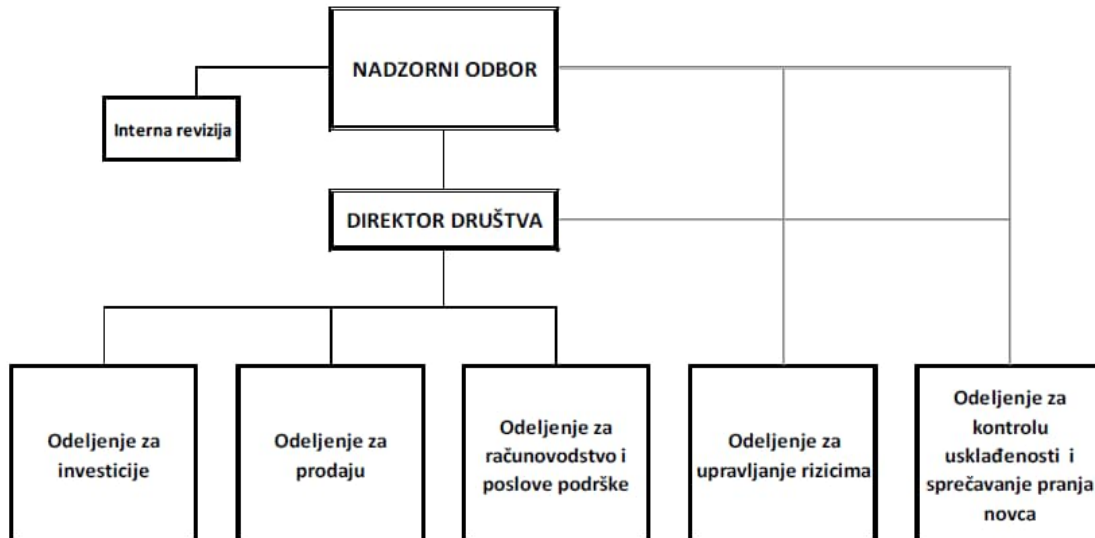 NADZORNI ODBOR
Interna revizija
DIREKTOR DRUŠTVA
Odeljenje za
investicije
Odeljenje za
prodaju
Odeljenje za
računovodstvo i
poslove podrške
Odeljenje za
upravljanje rizicima
Odeljenje za
kontrolu
usklađenosti i
sprečavanje pranja
novca